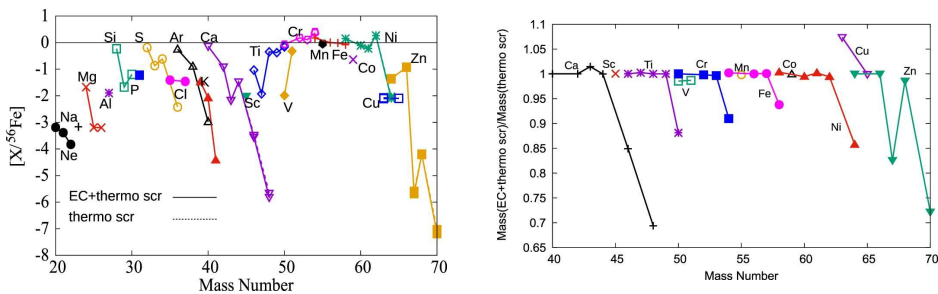 [X/⁵⁶Fe]
1
0
-1
-2
-3
-4
-5
-6
-7
-8
Si S Ar Ca Cr Ni
Ti Mn Fe Zn
Mg P K Co
Al Cl Sc V Cu
Na
Ne
EC+thermo scr
thermo scr
20 30 40 50 60 70
Mass Number
Mass(EC+thermo scr)/Mass(thermo scr)
1.1
1.05
1
0.95
0.9
0.85
0.8
0.75
0.7
0.65
Cu
Ca Sc Ti Cr Mn Co Zn
V Fe
Ni
40 45 50 55 60 65 70
Mass Number